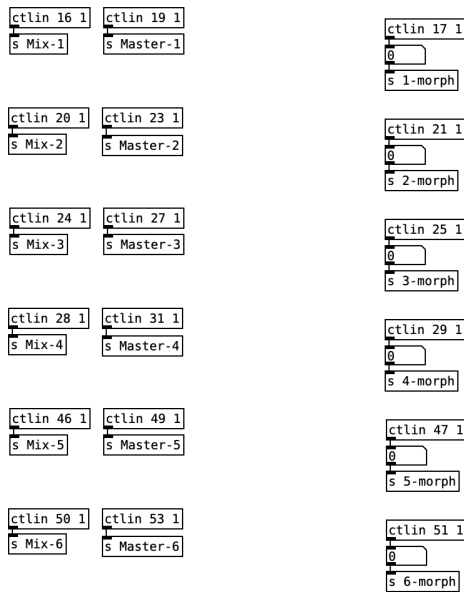 ctlin 16 1
ctlin 19 1
ctlin 17 1
s Mix-1
s Master-1
0
s 1-morph
ctlin 20 1
ctlin 23 1
ctlin 21 1
s Mix-2
s Master-2
0
s 2-morph
ctlin 24 1
ctlin 27 1
ctlin 25 1
s Mix-3
s Master-3
0
s 3-morph
ctlin 28 1
ctlin 31 1
ctlin 29 1
s Mix-4
s Master-4
0
s 4-morph
ctlin 46 1
ctlin 49 1
ctlin 47 1
s Mix-5
s Master-5
0
s 5-morph
ctlin 50 1
ctlin 53 1
ctlin 51 1
s Mix-6
s Master-6
0
s 6-morph